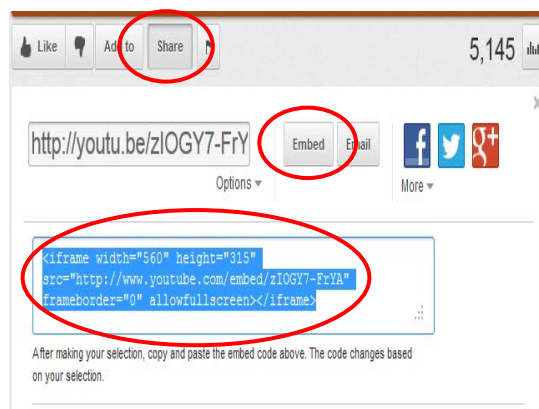 Like Add to Share 5,145
http://youtu.be/zIOGY7-FrY Embed Email f g+
Options More
<iframe width="560" height="315"
src="http://www.youtube.com/embed/zIOGY7-FrYA"
frameborder="0" allowfullscreen></iframe>
After making your selection, copy and paste the embed code above. The code changes based
on your selection.